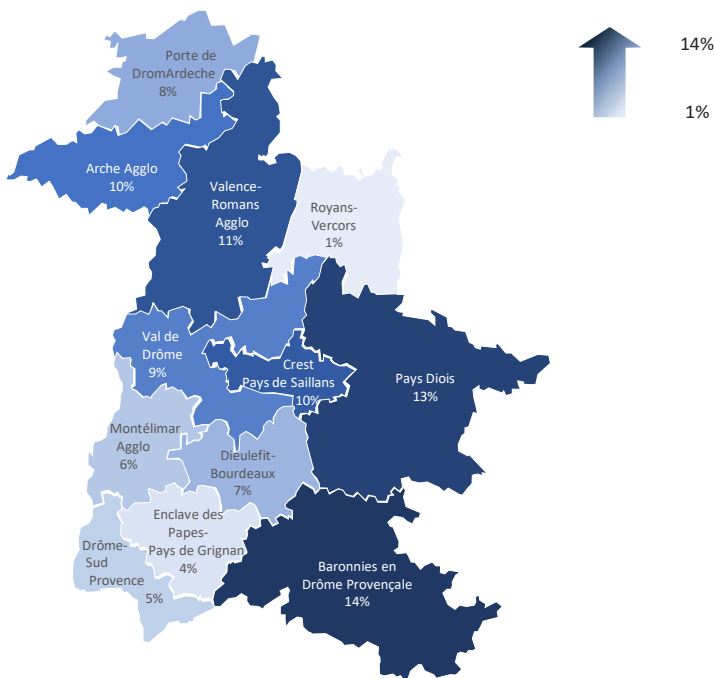 Porte de
DromArdeche
8%
14%
1%
Arche Agglo
10%
Valence-
Romans
Agglo
11%
Royans-
Vercors
1%
Val de
Drôme
9%
Crest
Pays de Saillans
10%
Pays Diois
13%
Montélimar
Agglo
6%
Dieulefit-
Bourdeaux
7%
Enclave des
Papes-
Pays de Grignan
4%
Drôme-
Sud
Provence
5%
Baronnies en
Drôme Provençale
14%